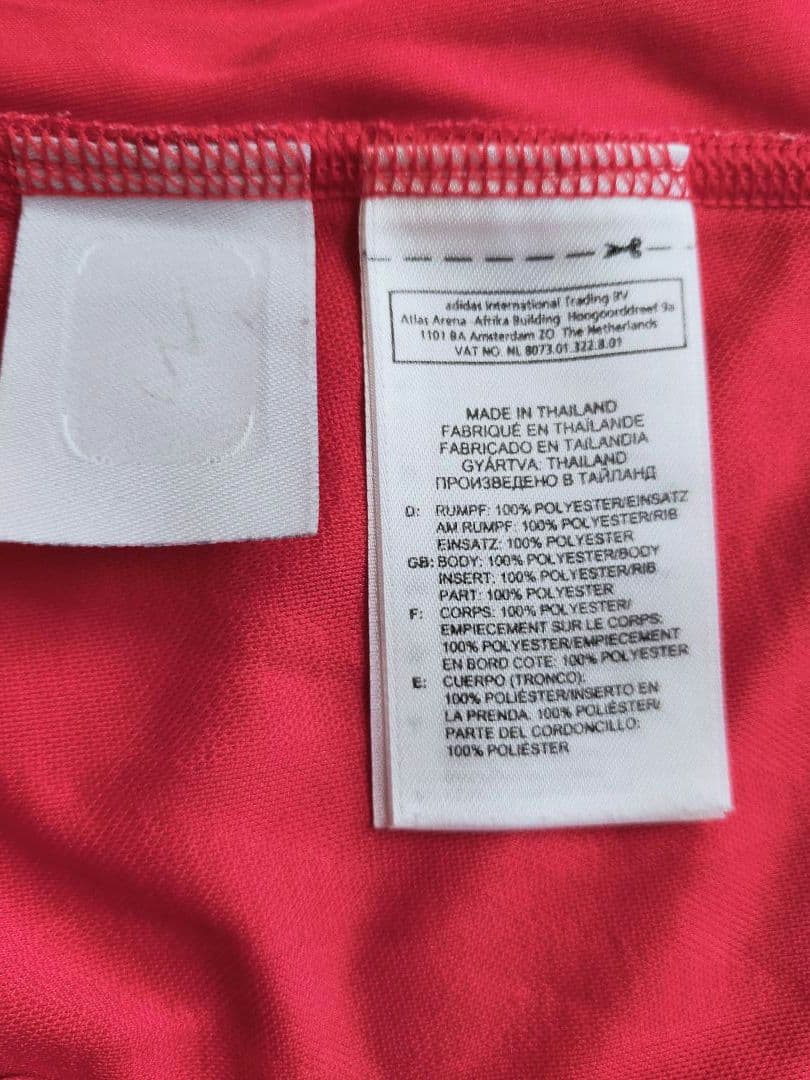 adidas International Trading BV
Atlas Arena Afrika Building Hoogoorddreef 9a
1101 BA Amsterdam ZO The Netherlands
VAT NO. NL 8073.01.322.B.01
MADE IN THAILAND
FABRIQUÉ EN THAÏLANDE
FABRICADO EN TAILANDIA
GYÁRTVA: THAILAND
ПРОИЗВЕДЕНО В ТАЙЛАНД
D: RUMPF: 100% POLYESTER/EINSATZ
AM RUMPF: 100% POLYESTER/RIB
EINSATZ: 100% POLYESTER
GB: BODY: 100% POLYESTER/BODY
INSERT: 100% POLYESTER/RIB
PART: 100% POLYESTER
F: CORPS: 100% POLYESTER/
EMPIECEMENT SUR LE CORPS:
100% POLYESTER/EMPIECEMENT
EN BORD COTE: 100% POLYESTER
E: CUERPO (TRONCO):
100% POLIÉSTER/INSERTO EN
LA PRENDA: 100% POLIÉSTER/
PARTE DEL CORDONCILLO:
100% POLIÉSTER